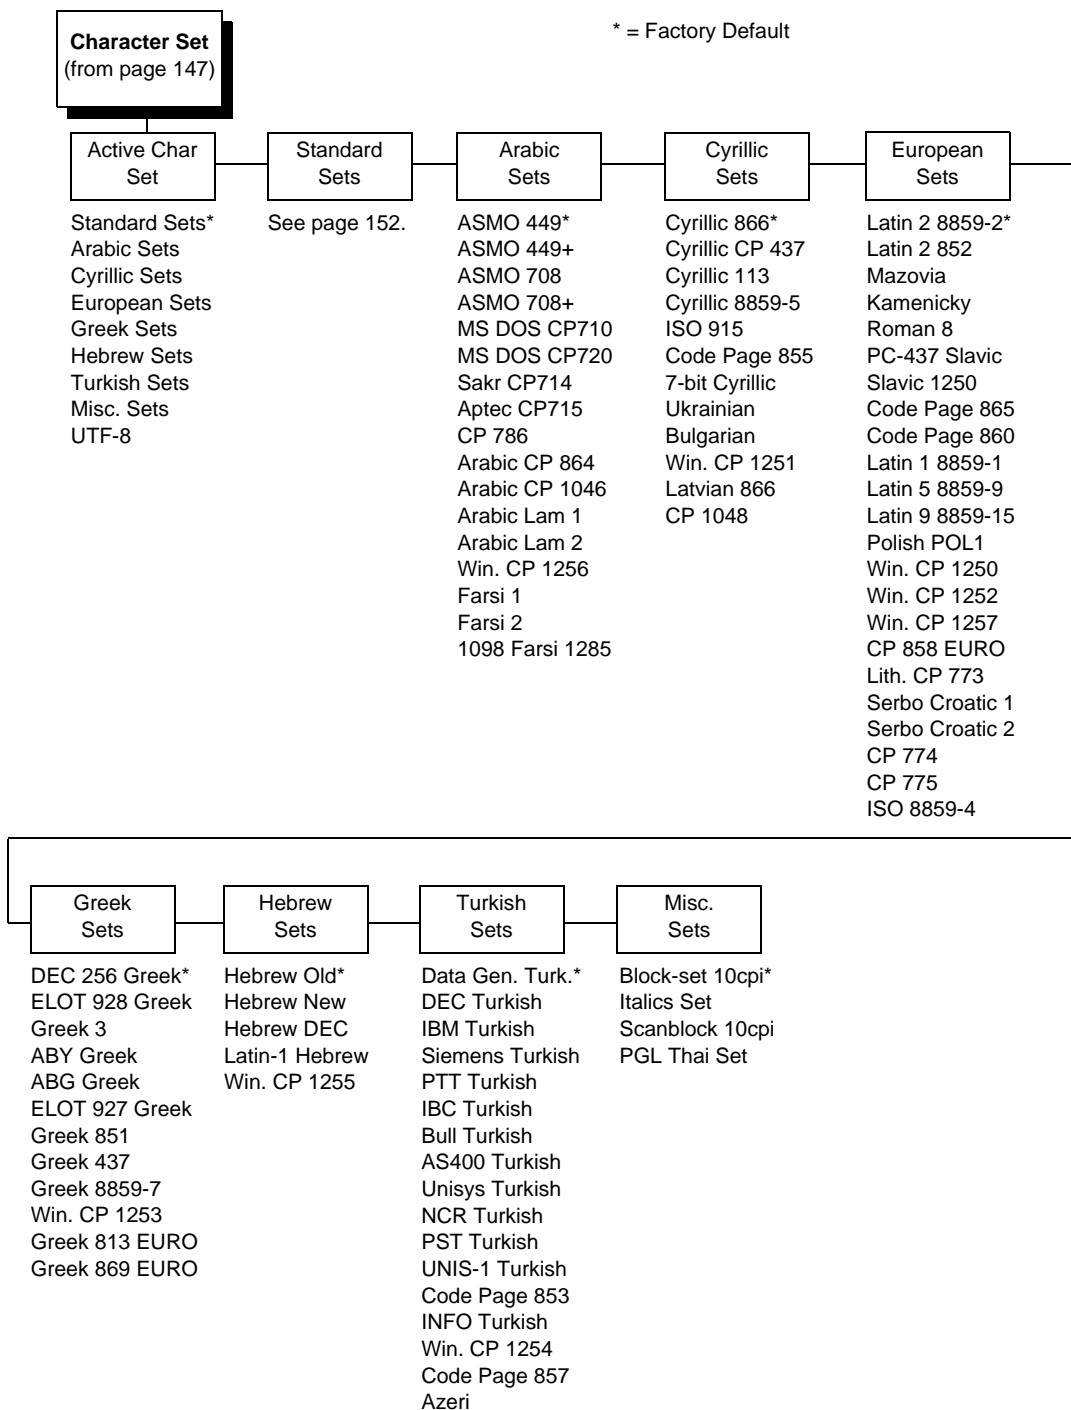 Character Set
(from page 147)
* = Factory Default
Active Char
Set
Standard Sets*
Arabic Sets
Cyrillic Sets
European Sets
Greek Sets
Hebrew Sets
Turkish Sets
Misc. Sets
UTF-8
Standard
Sets
See page 152.
Arabic
Sets
ASMO 449*
ASMO 449+
ASMO 708
ASMO 708+
MS DOS CP710
MS DOS CP720
Sakr CP714
Aptec CP715
CP 786
Arabic CP 864
Arabic CP 1046
Arabic Lam 1
Arabic Lam 2
Win. CP 1256
Farsi 1
Farsi 2
1098 Farsi 1285
Cyrillic
Sets
Cyrillic 866*
Cyrillic CP 437
Cyrillic 113
Cyrillic 8859-5
ISO 915
Code Page 855
7-bit Cyrillic
Ukrainian
Bulgarian
Win. CP 1251
Latvian 866
CP 1048
European
Sets
Latin 2 8859-2*
Latin 2 852
Mazovia
Kamenicky
Roman 8
PC-437 Slavic
Slavic 1250
Code Page 865
Code Page 860
Latin 1 8859-1
Latin 5 8859-9
Latin 9 8859-15
Polish POL1
Win. CP 1250
Win. CP 1252
Win. CP 1257
CP 858 EURO
Lith. CP 773
Serbo Croatic 1
Serbo Croatic 2
CP 774
CP 775
ISO 8859-4
Greek
Sets
DEC 256 Greek*
ELOT 928 Greek
Greek 3
ABY Greek
ABG Greek
ELOT 927 Greek
Greek 851
Greek 437
Greek 8859-7
Win. CP 1253
Greek 813 EURO
Greek 869 EURO
Hebrew
Sets
Hebrew Old*
Hebrew New
Hebrew DEC
Latin-1 Hebrew
Win. CP 1255
Turkish
Sets
Data Gen. Turk.*
DEC Turkish
IBM Turkish
Siemens Turkish
PTT Turkish
IBC Turkish
Bull Turkish
AS400 Turkish
Unisys Turkish
NCR Turkish
PST Turkish
UNIS-1 Turkish
Code Page 853
INFO Turkish
Win. CP 1254
Code Page 857
Azeri
Misc.
Sets
Block-set 10cpi*
Italics Set
Scanblock 10cpi
PGL Thai Set